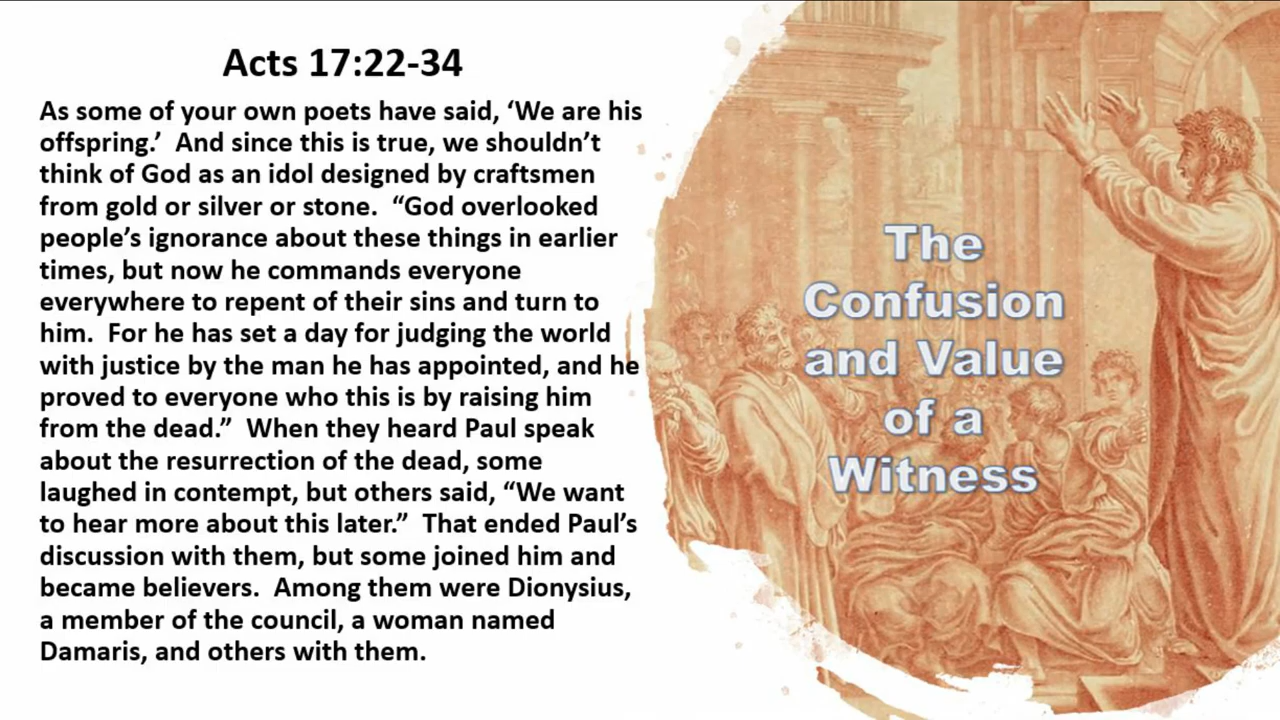 Acts 17:22-34
As some of your own poets have said, ‘We are his
offspring.’ And since this is true, we shouldn’t
think of God as an idol designed by craftsmen
from gold or silver or stone. “God overlooked
people’s ignorance about these things in earlier
times, but now he commands everyone
everywhere to repent of their sins and turn to
him. For he has set a day for judging the world
with justice by the man he has appointed, and he
proved to everyone who this is by raising him
from the dead.” When they heard Paul speak
about the resurrection of the dead, some
laughed in contempt, but others said, “We want
to hear more about this later.” That ended Paul’s
discussion with them, but some joined him and
became believers. Among them were Dionysius,
a member of the council, a woman named
Damaris, and others with them.
The
Confusion
and Value
of a
Witness